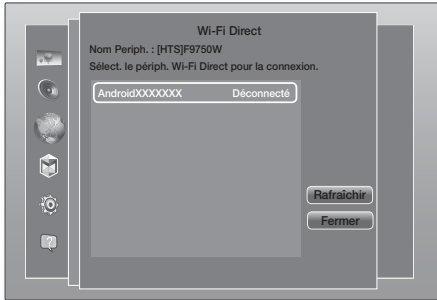 Wi-Fi Direct
Nom Periph. : [HTS]F9750W
Sélect. le périph. Wi-Fi Direct pour la connexion.
AndroidXXXXXXX Déconnecté
Rafraîchir
Fermer
?